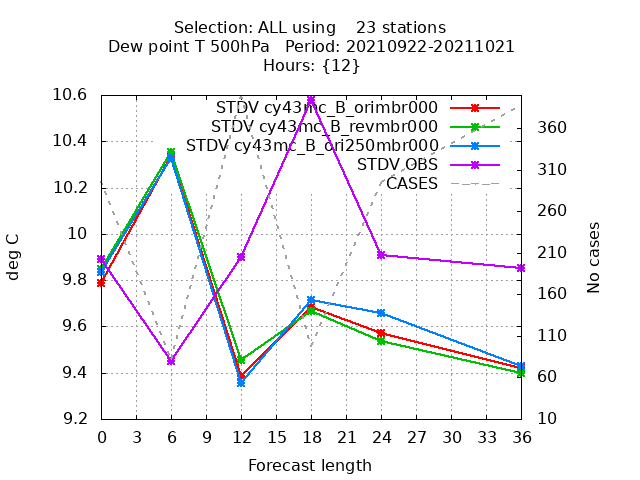 Selection: ALL using    23 stations
Dew point T 500hPa   Period: 20210922-20211021
Hours: {12}
STDV cy43mc_B_orimbr000
STDV cy43mc_B_revmbr000
STDV cy43mc_B_ori250mbr000
STDV OBS
CASES
10.6
10.4
10.2
10
9.8
9.6
9.4
9.2
deg C
360
310
260
210
160
110
60
10
No cases
0 3 6 9 12 15 18 21 24 27 30 33 36
Forecast length